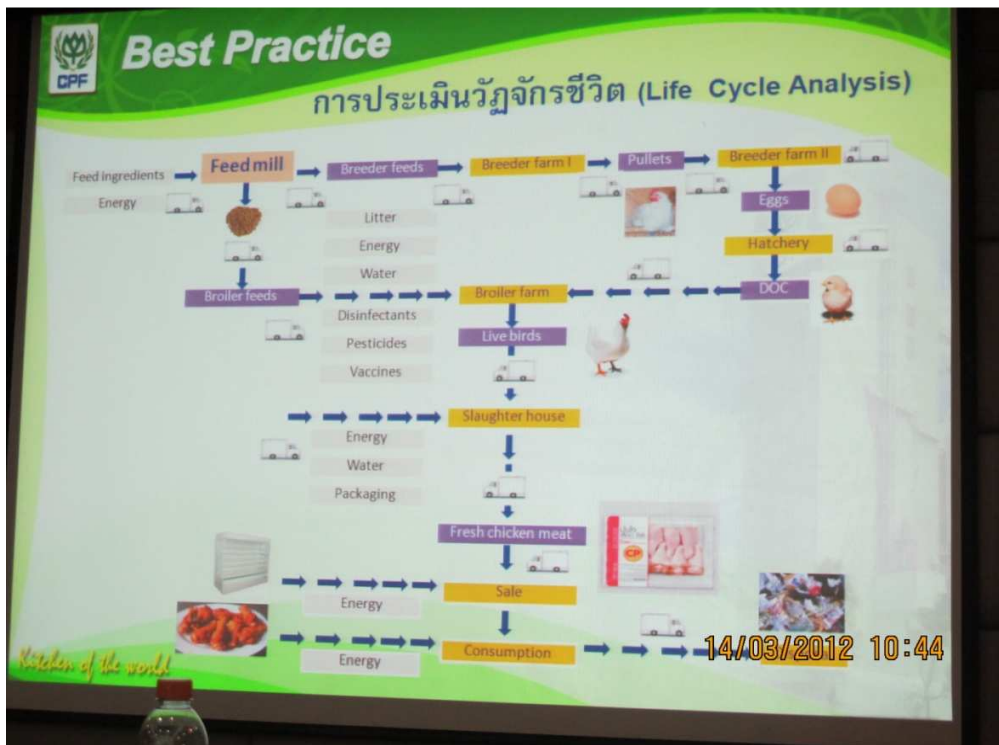 CPF
Best Practice
การประเมินวัฏจักรชีวิต (Life Cycle Analysis)
Feed ingredients
Feed mill
Breeder feeds
Breeder farm I
Pullets
Breeder farm II
Energy
Litter
Eggs
Energy
Hatchery
Water
Broiler feeds
Broiler farm
DOC
Disinfectants
Live birds
Pesticides
Vaccines
Slaughter house
Energy
Water
Packaging
Fresh chicken meat
CP
Sale
Energy
Consumption
Energy
Kitchen of the world
14/03/2012 10:44